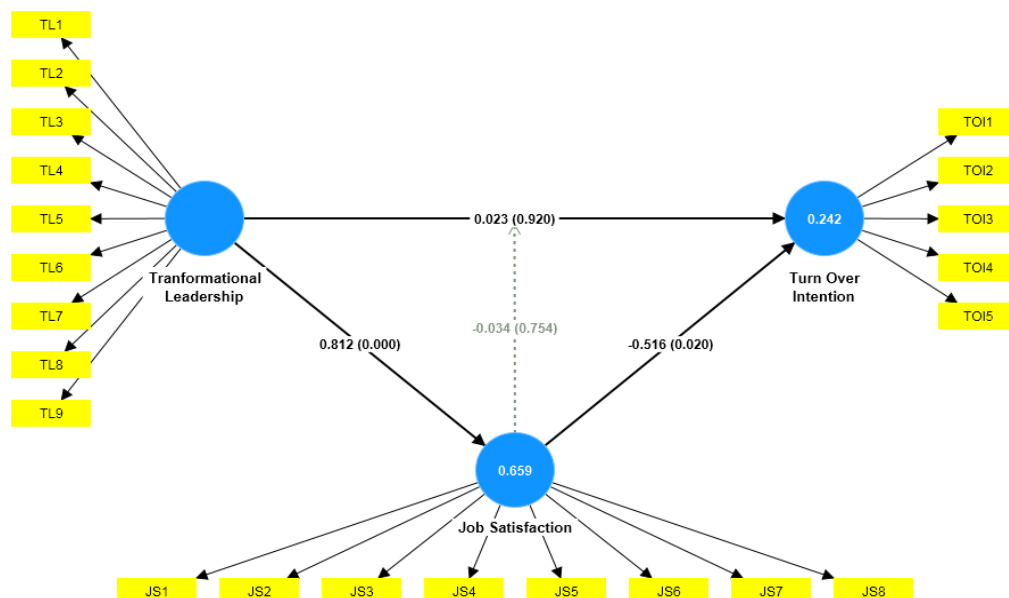 TL1
TL2
TL3
TL4
TL5
TL6
TL7
TL8
TL9
Tranformational
Leadership
0.023 (0.920)
0.242
Turn Over
Intention
TOI1
TOI2
TOI3
TOI4
TOI5
-0.034 (0.754)
0.812 (0.000)
-0.516 (0.020)
0.659
Job Satisfaction
JS1
JS2
JS3
JS4
JS5
JS6
JS7
JS8